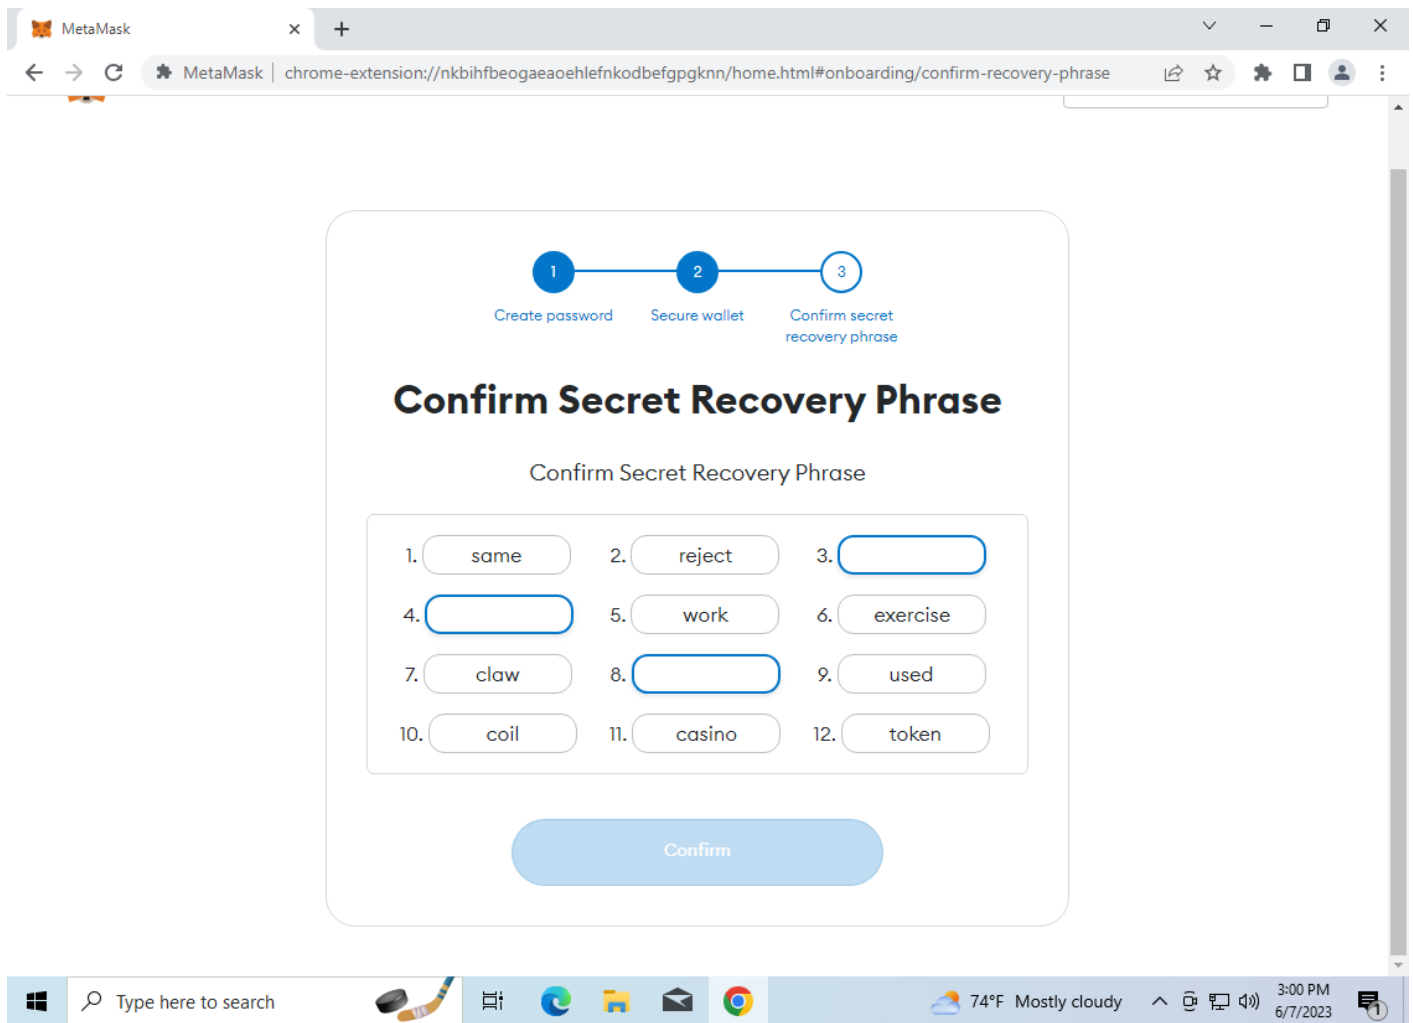 MetaMask
MetaMask chrome-extension://nkbihfbeogaeaoehlefnkodbefgpgknn/home.html#onboarding/confirm-recovery-phrase
1 2 3
Create password Secure wallet Confirm secret
recovery phrase
Confirm Secret Recovery Phrase
Confirm Secret Recovery Phrase
1. same 2. reject 3.
4. 5. work 6. exercise
7. claw 8. 9. used
10. coil 11. casino 12. token
Confirm
Type here to search 74°F Mostly cloudy 3:00 PM
6/7/2023 1